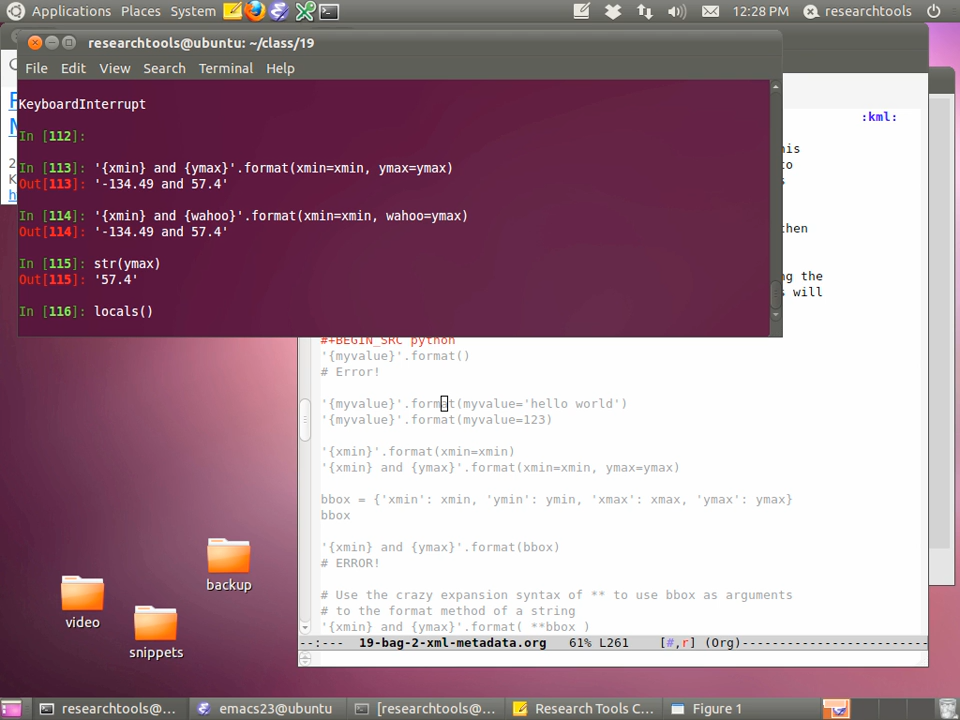 Applications Places System 12:28 PM researchtools
researchtools@ubuntu: ~/class/19
File Edit View Search Terminal Help
KeyboardInterrupt
In [112]:
In [113]: '{xmin} and {ymax}'.format(xmin=xmin, ymax=ymax)
Out[113]: '-134.49 and 57.4'
In [114]: '{xmin} and {wahoo}'.format(xmin=xmin, wahoo=ymax)
Out[114]: '-134.49 and 57.4'
In [115]: str(ymax)
Out[115]: '57.4'
In [116]: locals()
:kml:
then
the
will
#+BEGIN_SRC python
'{myvalue}'.format()
# Error!
'{myvalue}'.format(myvalue='hello world')
'{myvalue}'.format(myvalue=123)
'{xmin}'.format(xmin=xmin)
'{xmin} and {ymax}'.format(xmin=xmin, ymax=ymax)
bbox = {'xmin': xmin, 'ymin': ymin, 'xmax': xmax, 'ymax': ymax}
bbox
'{xmin} and {ymax}'.format(bbox)
# ERROR!
# Use the crazy expansion syntax of ** to use bbox as arguments
# to the format method of a string
'{xmin} and {ymax}'.format( **bbox )
--:--- 19-bag-2-xml-metadata.org 61% L261 [#,r] (Org)------------------------
video
backup
snippets
researchtools@... emacs23@ubuntu [researchtools@... Research Tools C... Figure 1